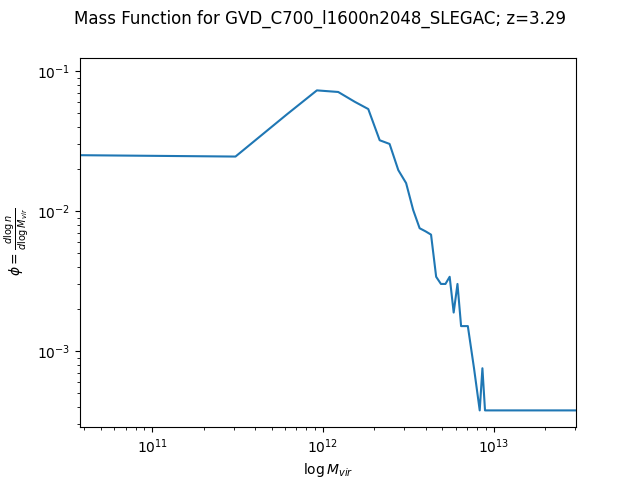 Mass Function for GVD_C700_l1600n2048_SLEGAC; z=3.29
10⁻¹
10⁻²
10⁻³
ϕ = d log n / d log M_vir
10¹¹
10¹²
10¹³
log M_vir